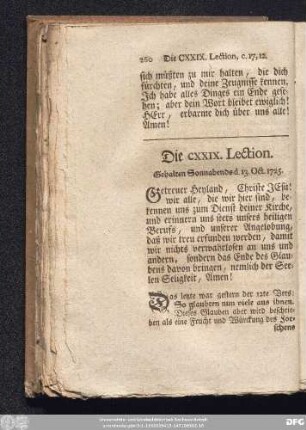 260 Die CXXIX. Lection, c. 17, 12.
sich müßten zu mir halten, die dich
fürchten, und deine Zeugnisse kennen.
Ich habe alles Dinges ein Ende gese-
hen; aber dein Wort bleibet ewiglich!
HErr, erbarme dich über uns alle!
Amen!
Die CXXIX. Lection.
Gehalten Sonnabends d. 13. Oct. 1725.
Getreuer Heyland, Christe JEsu!
wir alle, die wir hier sind, be-
kennen uns zum Dienst deiner Kirche,
und erinnern uns jetzt unsers heiligen
Berufs, und unserer Angelobung,
daß wir treu erfunden werden, damit
wir nichts verwahrlosen an uns und
andern, sondern das Ende des Glau-
bens davon bringen, nemlich der See-
len Seligkeit, Amen!
Das letzte war gestern der 12te Vers:
So glaubten nun viele aus ihnen.
Dieses Glauben aber wird beschrie-
ben als eine Frucht und Würckung des For-
schens